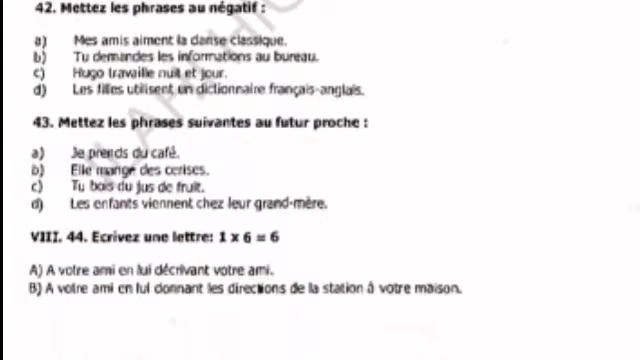 42. Mettez les phrases au négatif :
a) Mes amis aiment la danse classique.
b) Tu demandes les informations au bureau.
c) Hugo travaille nuit et jour.
d) Les filles utilisent un dictionnaire français-anglais.
43. Mettez les phrases suivantes au futur proche :
a) Je prends du café.
b) Elle mange des cerises.
c) Tu bois du jus de fruit.
d) Les enfants viennent chez leur grand-mère.
VIII. 44. Ecrivez une lettre: 1 x 6 = 6
A) A votre ami en lui décrivant votre ami.
B) A votre ami en lui donnant les directions de la station à votre maison.